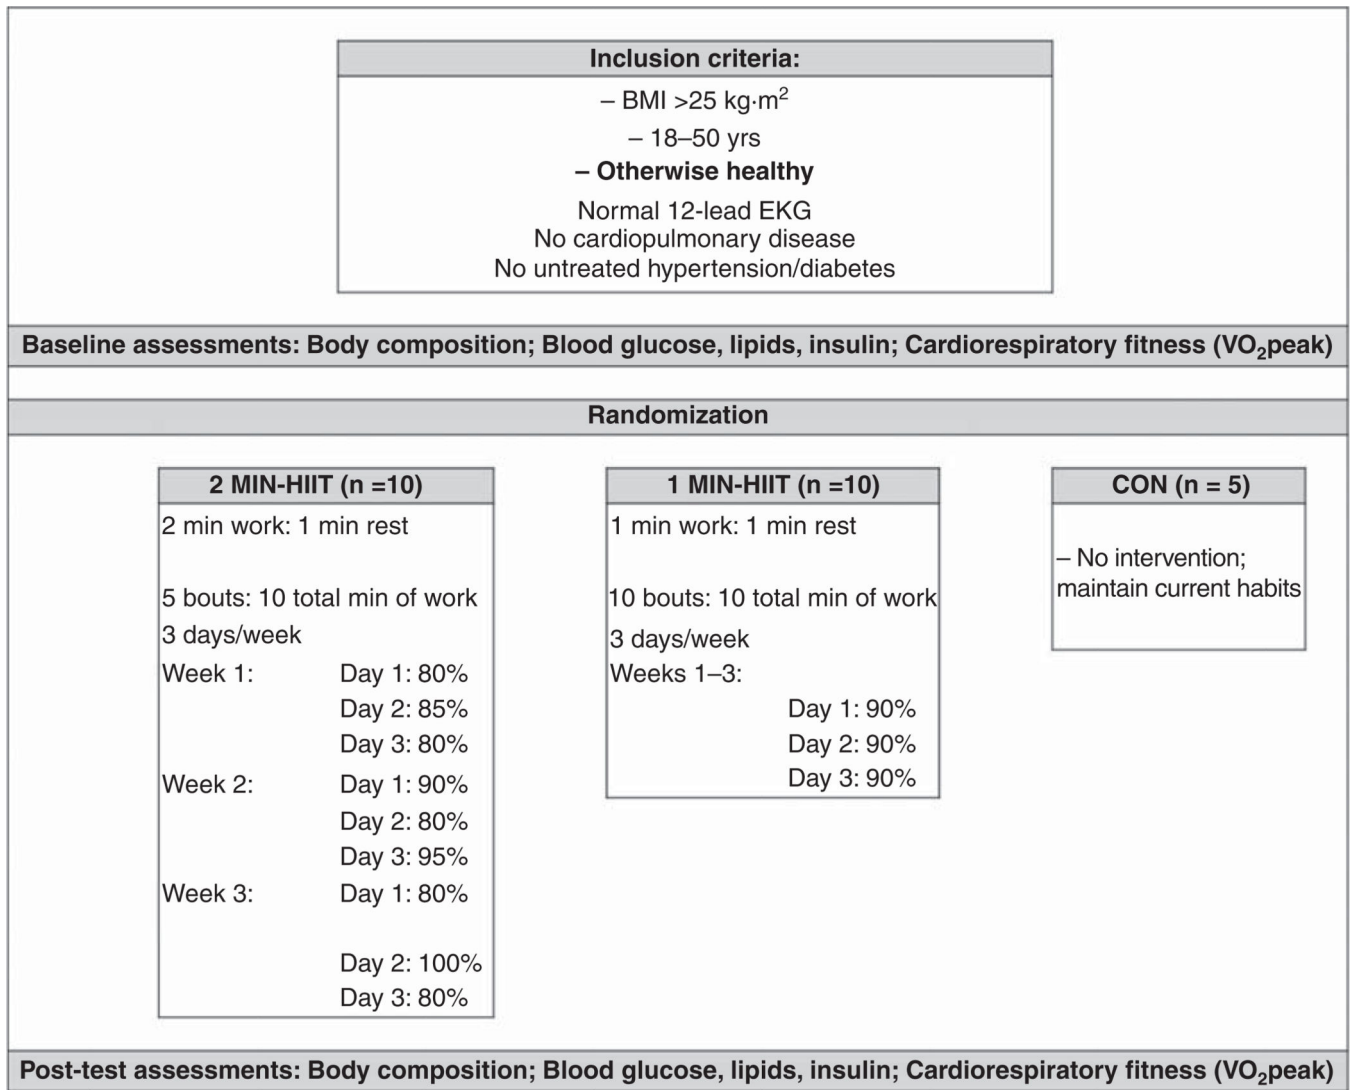 Inclusion criteria:
– BMI >25 kg·m²
– 18–50 yrs
– Otherwise healthy
Normal 12-lead EKG
No cardiopulmonary disease
No untreated hypertension/diabetes
Baseline assessments: Body composition; Blood glucose, lipids, insulin; Cardiorespiratory fitness (VO₂peak)
Randomization
2 MIN-HIIT (n =10)
2 min work: 1 min rest
5 bouts: 10 total min of work
3 days/week
Week 1: Day 1: 80%
Day 2: 85%
Day 3: 80%
Week 2: Day 1: 90%
Day 2: 80%
Day 3: 95%
Week 3: Day 1: 80%
Day 2: 100%
Day 3: 80%
1 MIN-HIIT (n =10)
1 min work: 1 min rest
10 bouts: 10 total min of work
3 days/week
Weeks 1–3:
Day 1: 90%
Day 2: 90%
Day 3: 90%
CON (n = 5)
– No intervention;
maintain current habits
Post-test assessments: Body composition; Blood glucose, lipids, insulin; Cardiorespiratory fitness (VO₂peak)